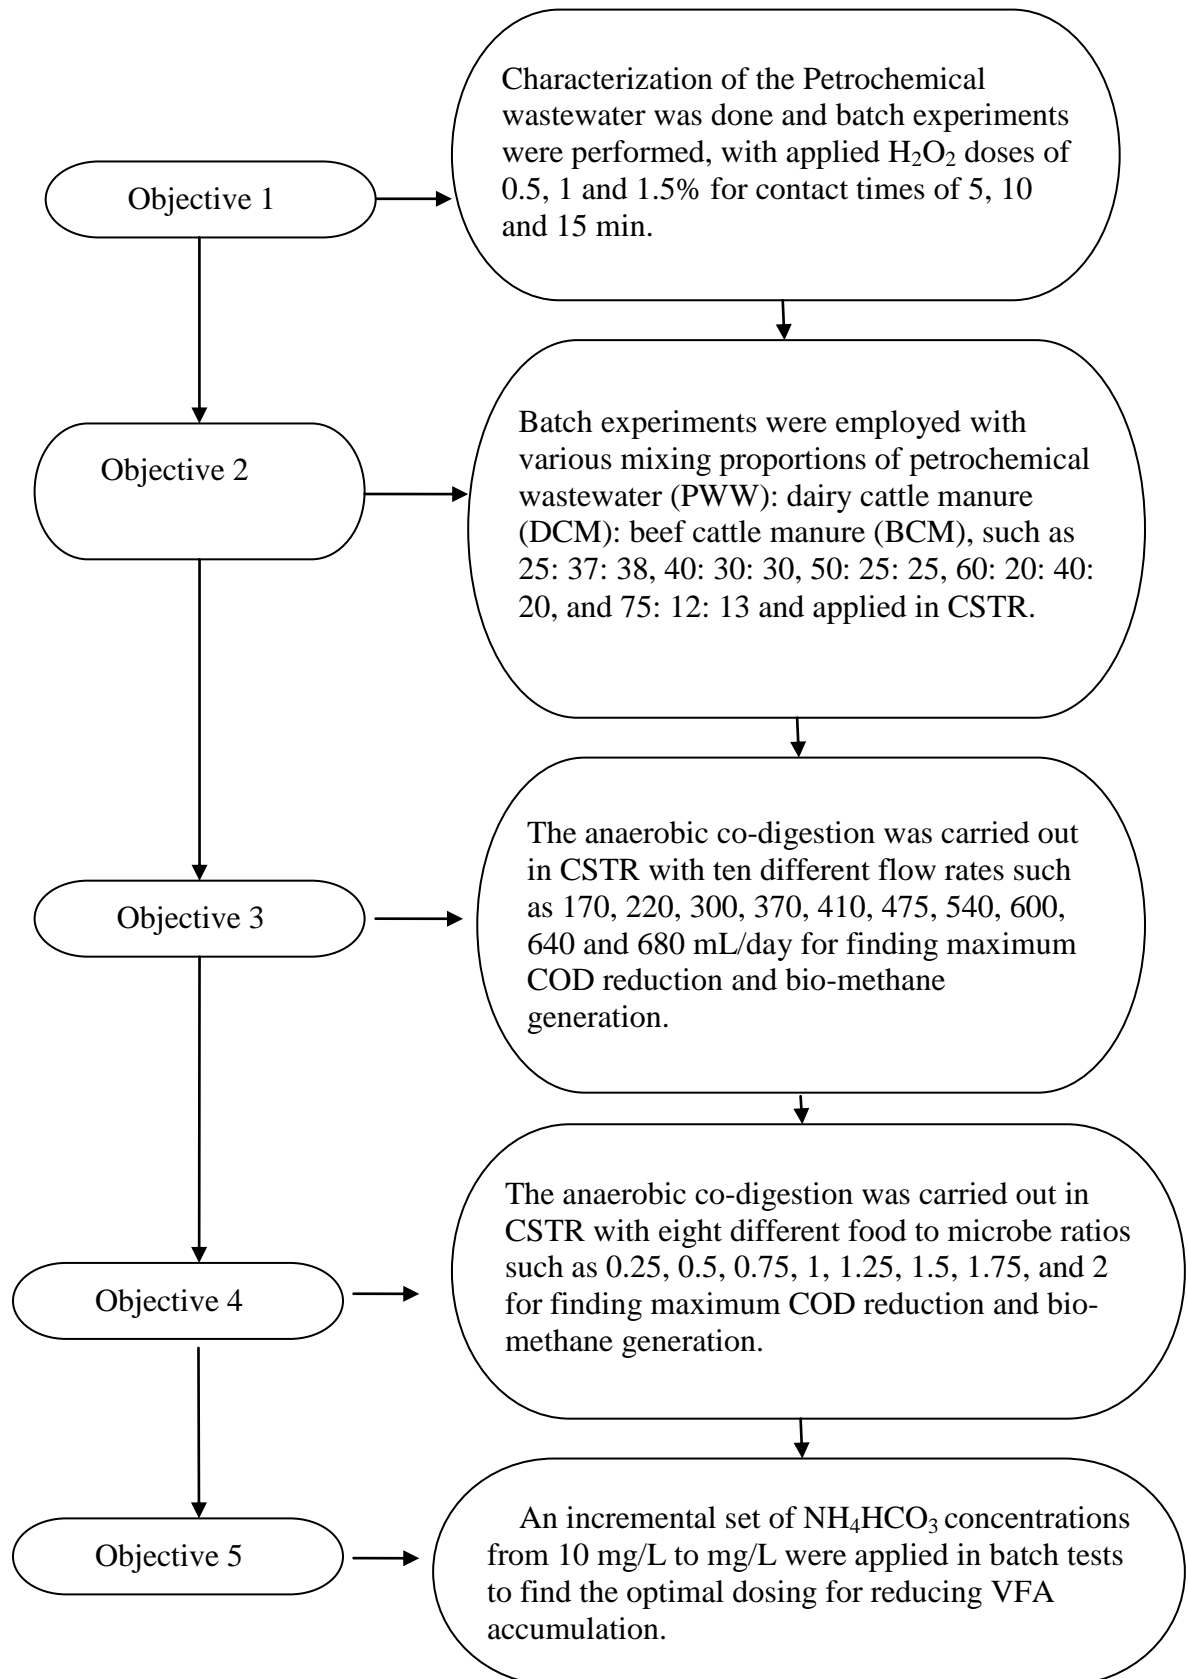 Objective 1
Characterization of the Petrochemical
wastewater was done and batch experiments
were performed, with applied H₂O₂ doses of
0.5, 1 and 1.5% for contact times of 5, 10
and 15 min.
Objective 2
Batch experiments were employed with
various mixing proportions of petrochemical
wastewater (PWW): dairy cattle manure
(DCM): beef cattle manure (BCM), such as
25: 37: 38, 40: 30: 30, 50: 25: 25, 60: 20: 40:
20, and 75: 12: 13 and applied in CSTR.
Objective 3
The anaerobic co-digestion was carried out
in CSTR with ten different flow rates such
as 170, 220, 300, 370, 410, 475, 540, 600,
640 and 680 mL/day for finding maximum
COD reduction and bio-methane
generation.
Objective 4
The anaerobic co-digestion was carried out in
CSTR with eight different food to microbe ratios
such as 0.25, 0.5, 0.75, 1, 1.25, 1.5, 1.75, and 2
for finding maximum COD reduction and bio-
methane generation.
Objective 5
An incremental set of NH₄HCO₃ concentrations
from 10 mg/L to mg/L were applied in batch tests
to find the optimal dosing for reducing VFA
accumulation.